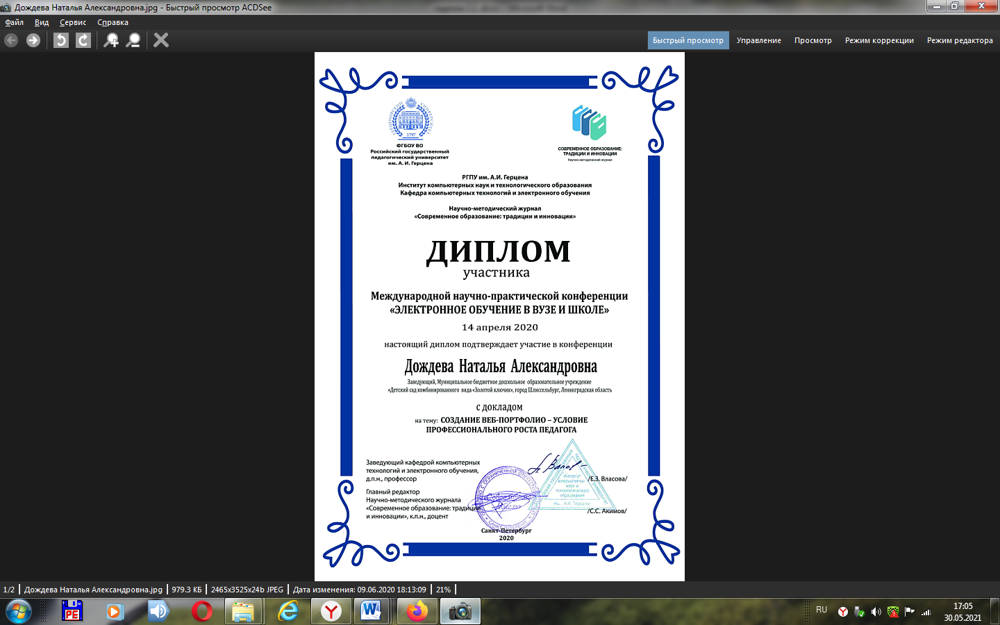 Дождева Наталья Александровна.jpg - Быстрый просмотр ACDSee
Файл Вид Сервис Справка
Быстрый просмотр Управление Просмотр Режим коррекции Режим редактора
1797
ФГБОУ ВО
Российский государственный
педагогический университет
им. А. И. Герцена
СОВРЕМЕННОЕ ОБРАЗОВАНИЕ:
ТРАДИЦИИ И ИННОВАЦИИ
Научно-методический журнал
РГПУ им. А.И. Герцена
Институт компьютерных наук и технологического образования
Кафедра компьютерных технологий и электронного обучения
Научно-методический журнал
«Современное образование: традиции и инновации»
ДИПЛОМ
участника
Международной научно-практической конференции
«ЭЛЕКТРОННОЕ ОБУЧЕНИЕ В ВУЗЕ И ШКОЛЕ»
14 апреля 2020
настоящий диплом подтверждает участие в конференции
Дождева Наталья Александровна
Заведующий, Муниципальное бюджетное дошкольное образовательное учреждение
«Детский сад комбинированного вида «Золотой ключик», город Шлиссельбург, Ленинградская область
с докладом
на тему: СОЗДАНИЕ ВЕБ-ПОРТФОЛИО – УСЛОВИЕ
ПРОФЕССИОНАЛЬНОГО РОСТА ПЕДАГОГА
Заведующий кафедрой компьютерных
технологий и электронного обучения,
д.п.н., профессор
/Е.З. Власова/
Главный редактор
Научно-методического журнала
«Современное образование: традиции
и инновации», к.п.н., доцент
/С.С. Акимов/
Институт
компьютерных
наук и
технологического
образования
им. А.И. Герцена
Санкт-Петербург
2020
1/2 Дождева Наталья Александровна.jpg 979.3 КБ 2465x3525x24b JPEG Дата изменения: 09.06.2020 18:13:09 21%
RU
17:05
30.05.2021